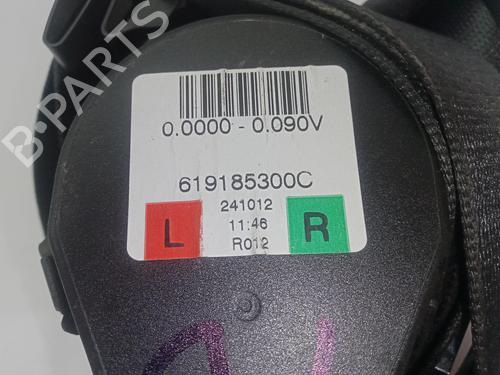 B-PARTS
0.0000 - 0.090V
619185300C
241012
L 11:46 R
R012